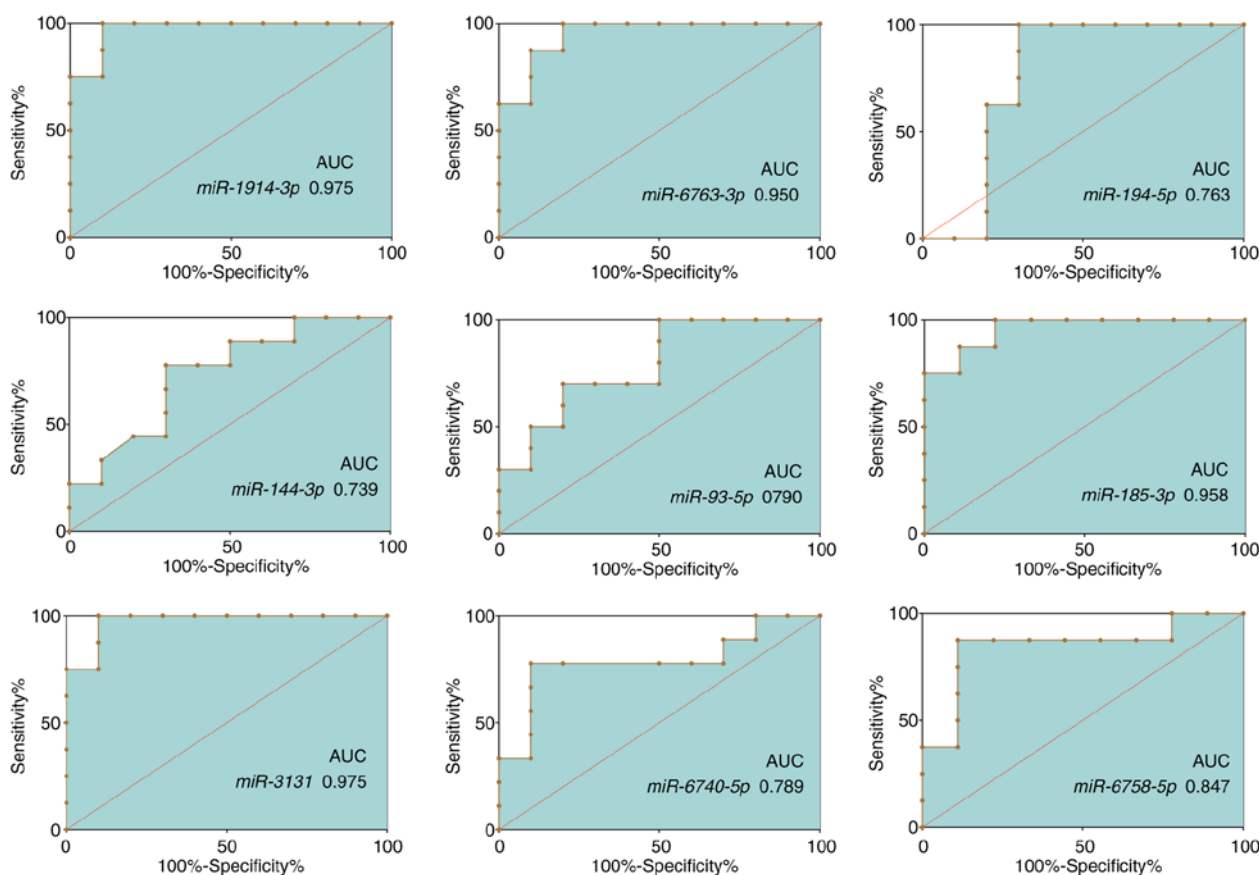 100
50
0
Sensitivity%
AUC
miR-1914-3p 0.975
0 50 100
100%-Specificity%
100
50
0
Sensitivity%
AUC
miR-6763-3p 0.950
0 50 100
100%-Specificity%
100
50
0
Sensitivity%
AUC
miR-194-5p 0.763
0 50 100
100%-Specificity%
100
50
0
Sensitivity%
AUC
miR-144-3p 0.739
0 50 100
100%-Specificity%
100
50
0
Sensitivity%
AUC
miR-93-5p 0790
0 50 100
100%-Specificity%
100
50
0
Sensitivity%
AUC
miR-185-3p 0.958
0 50 100
100%-Specificity%
100
50
0
Sensitivity%
AUC
miR-3131 0.975
0 50 100
100%-Specificity%
100
50
0
Sensitivity%
AUC
miR-6740-5p 0.789
0 50 100
100%-Specificity%
100
50
0
Sensitivity%
AUC
miR-6758-5p 0.847
0 50 100
100%-Specificity%